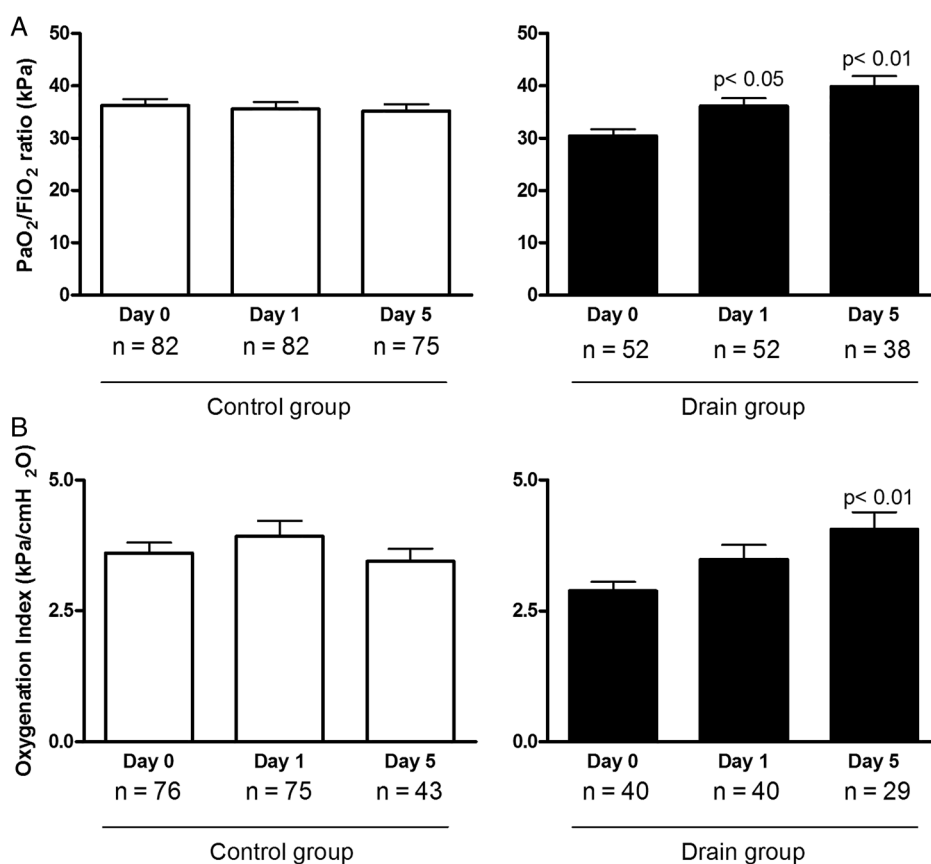 A
PaO2/FiO2 ratio (kPa)
50
40
30
20
10
0
Day 0 Day 1 Day 5
n = 82 n = 82 n = 75
Control group
50
40
30
20
10
0
p< 0.05
p< 0.01
Day 0 Day 1 Day 5
n = 52 n = 52 n = 38
Drain group
B
Oxygenation Index (kPa/cmH 2O)
5.0
2.5
0.0
Day 0 Day 1 Day 5
n = 76 n = 75 n = 43
Control group
5.0
2.5
0.0
p< 0.01
Day 0 Day 1 Day 5
n = 40 n = 40 n = 29
Drain group